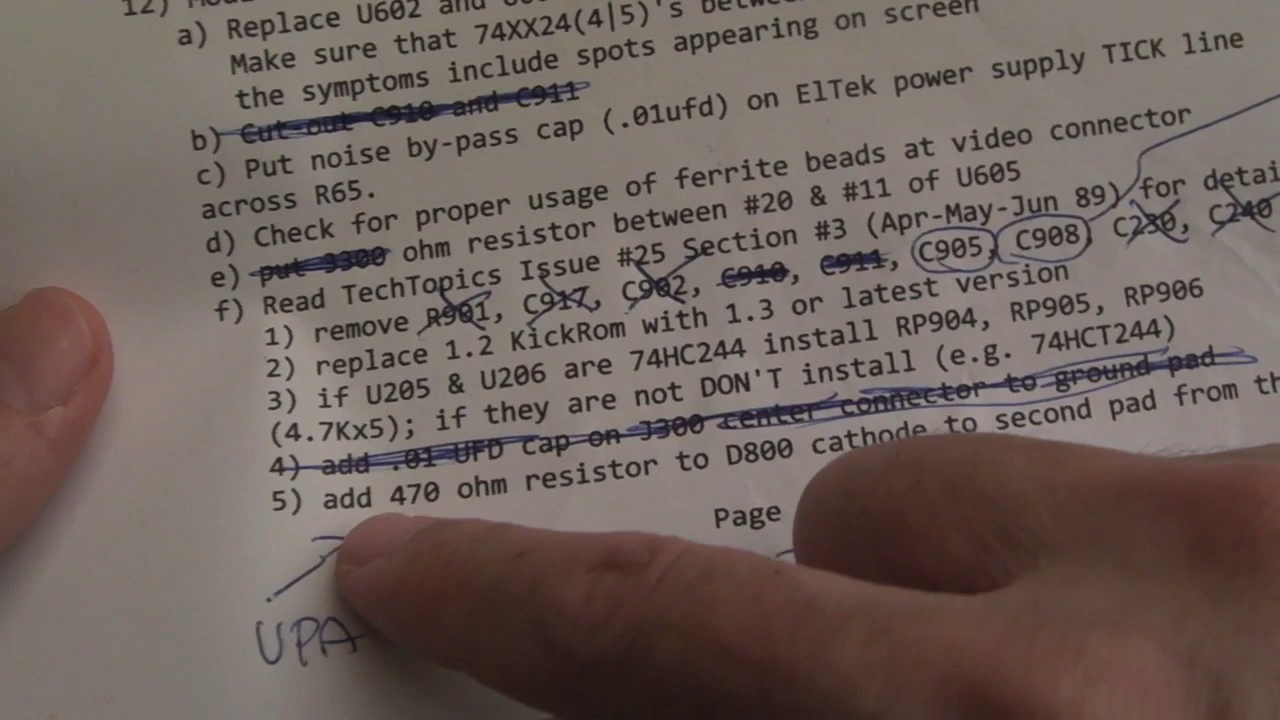 12)
a) Replace U602 and
Make sure that 74XX24(4|5)'s
the symptoms include spots appearing on screen
b) Cut out C910 and C911
c) Put noise by-pass cap (.01ufd) on ElTek power supply TICK line
across R65.
d) Check for proper usage of ferrite beads at video connector
e) put 3300 ohm resistor between #20 & #11 of U605
f) Read TechTopics Issue #25 Section #3 (Apr-May-Jun 89) for
1) remove R901, C917, C902, C910, C911, C905, C908, C230, C240
2) replace 1.2 KickRom with 1.3 or latest version
3) if U205 & U206 are 74HC244 install RP904, RP905, RP906
(4.7Kx5); if they are not DON'T install (e.g. 74HCT244)
4) add .01 UFD Cap on J300 center connector to ground pad
5) add 470 ohm resistor to D800 cathode to second pad from
Page
UPA